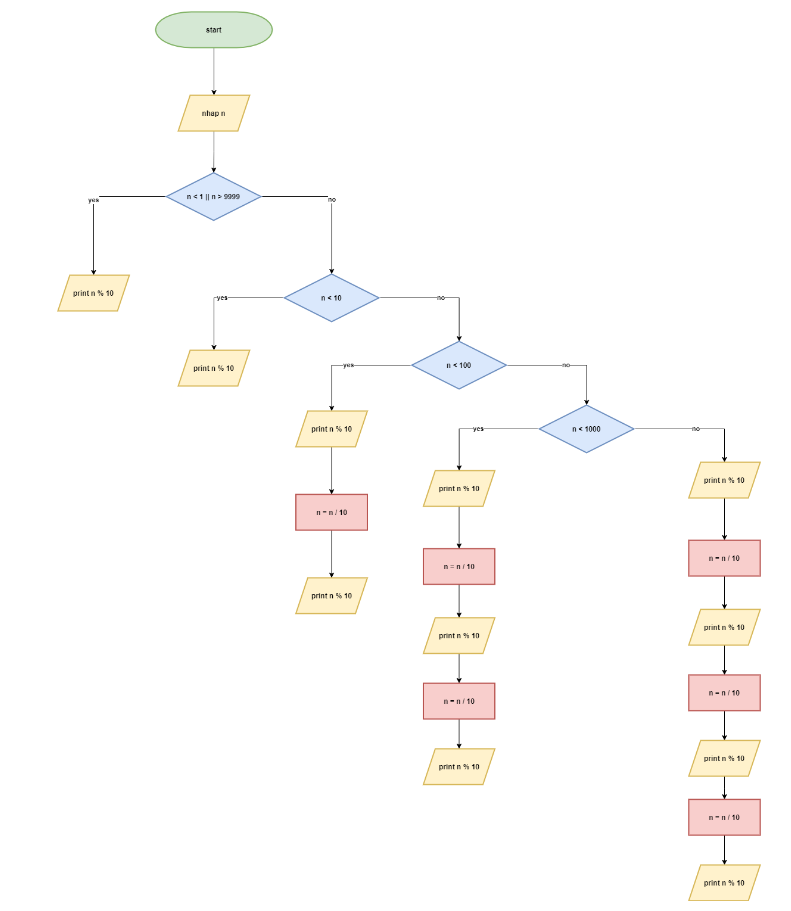 start
nhap n
n < 1 || n > 9999
yes
no
print n % 10
n < 10
yes
no
print n % 10
n < 100
yes
no
print n % 10
n = n / 10
print n % 10
n < 1000
yes
no
print n % 10
n = n / 10
print n % 10
n = n / 10
print n % 10
print n % 10
n = n / 10
print n % 10
n = n / 10
print n % 10
n = n / 10
print n % 10